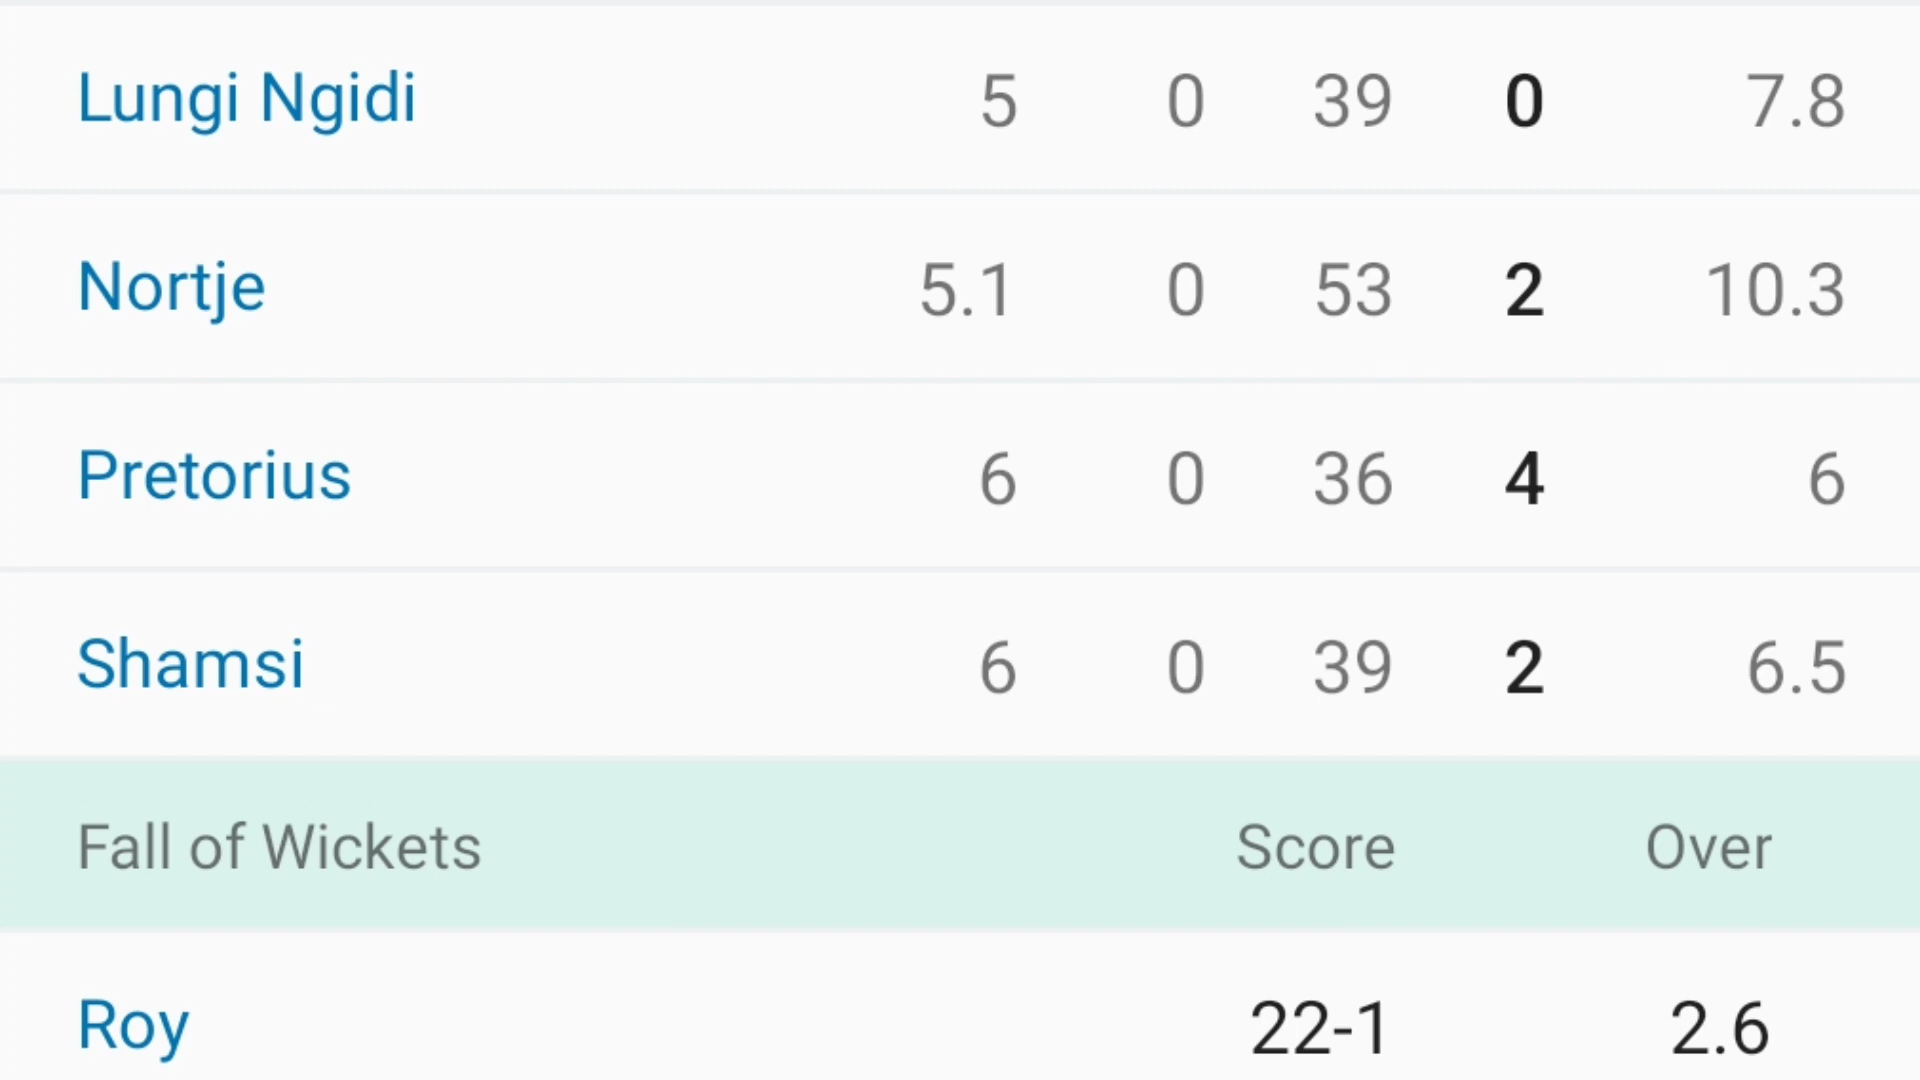 Lungi Ngidi 5 0 39 0 7.8
Nortje 5.1 0 53 2 10.3
Pretorius 6 0 36 4 6
Shamsi 6 0 39 2 6.5
Fall of Wickets Score Over
Roy 22-1 2.6